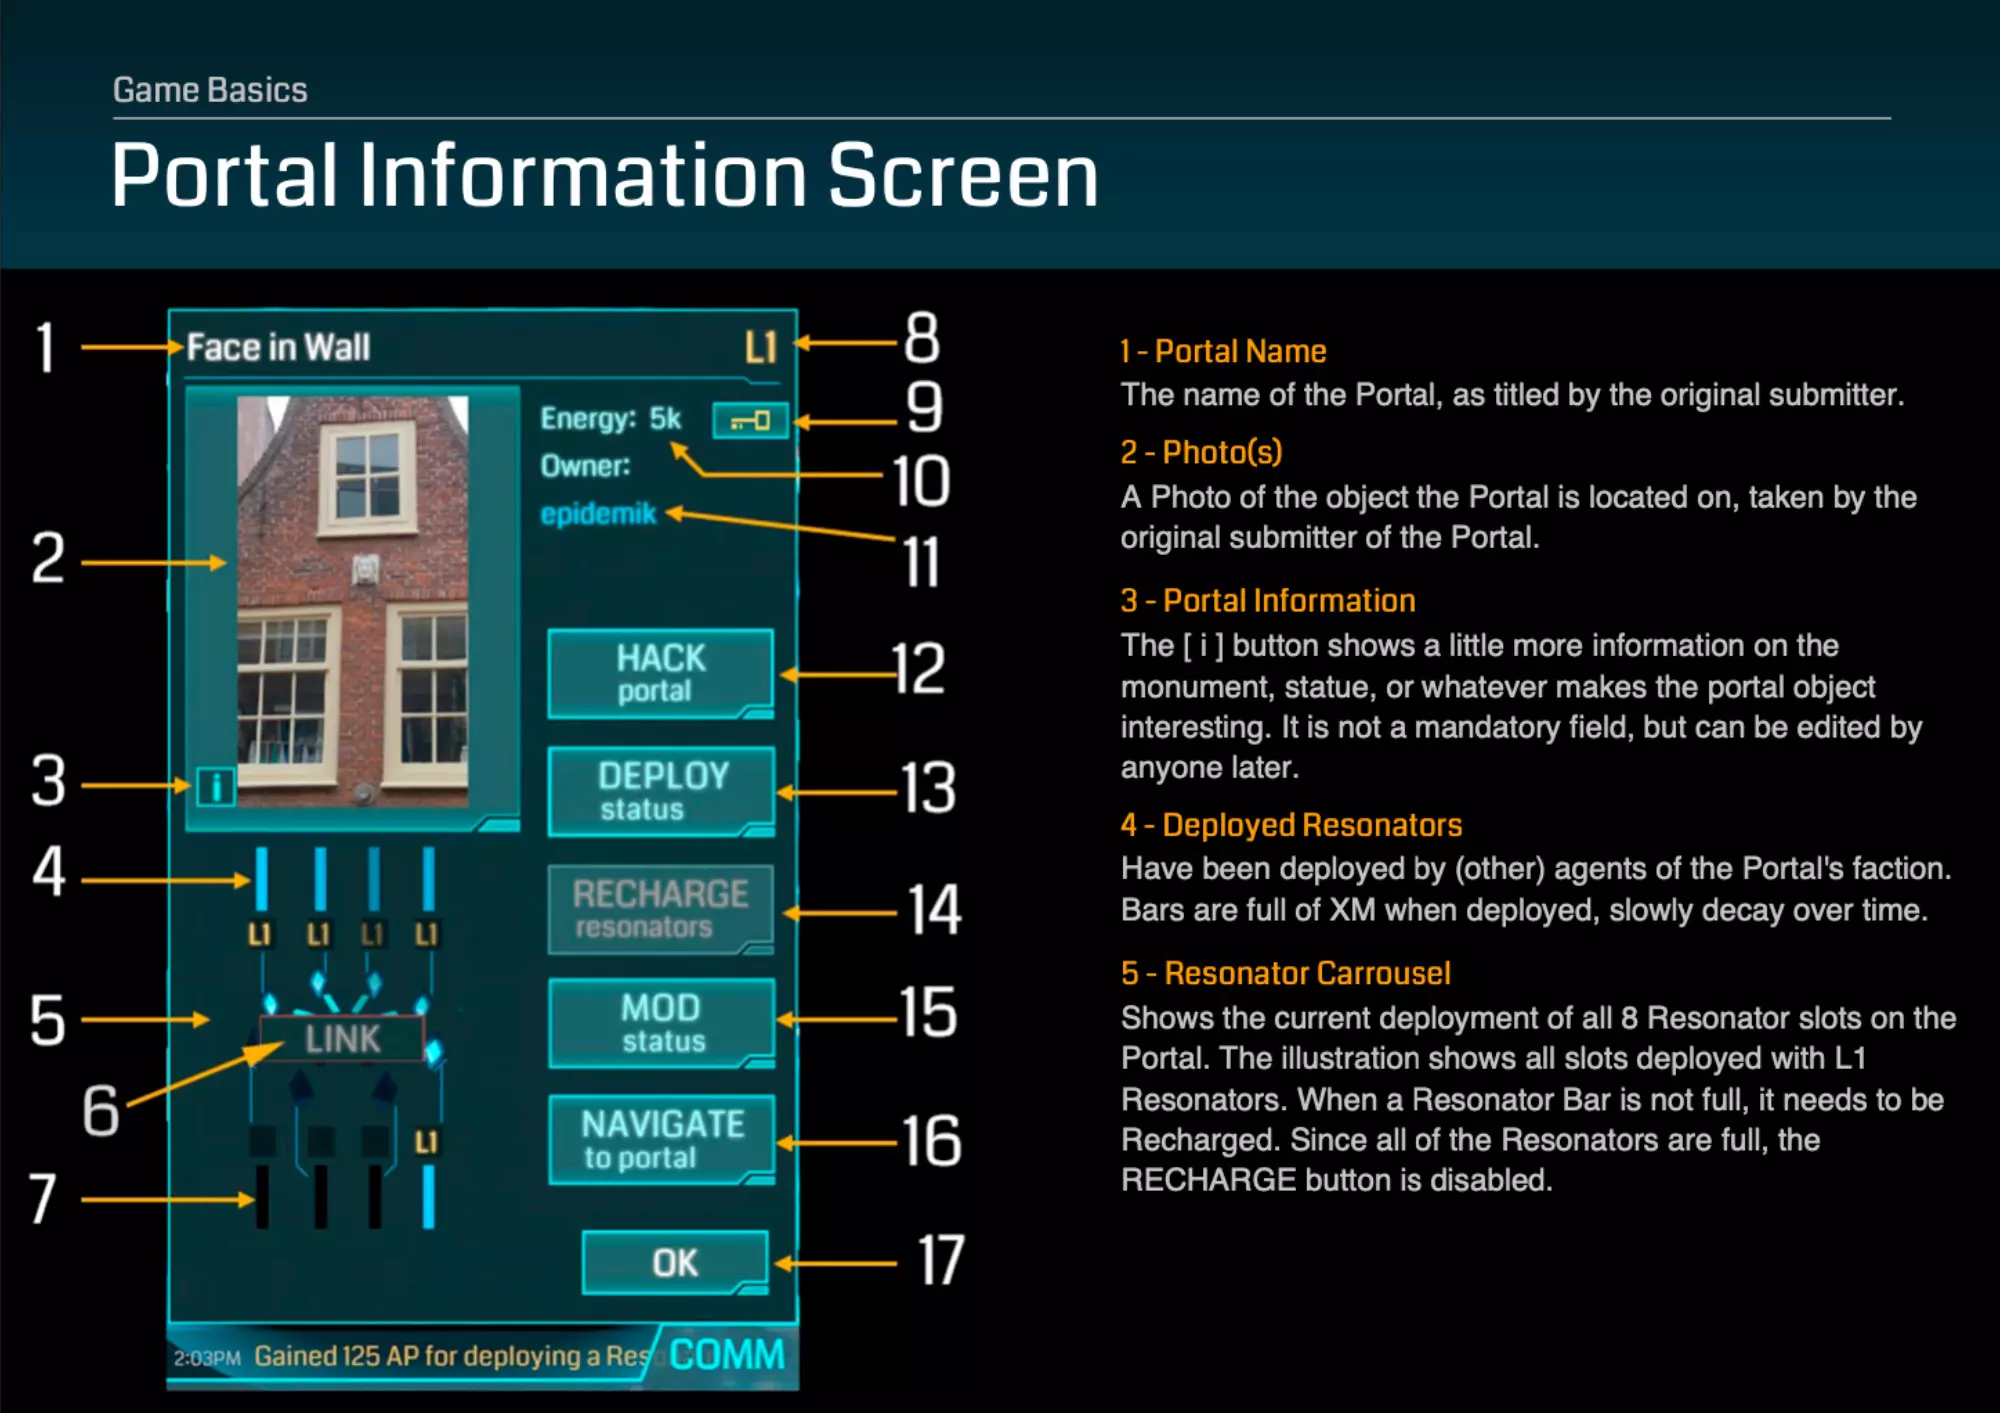 Game Basics
Portal Information Screen
1
2
3
4
5
6
7
Face in Wall
L1
Energy: 5k
Owner:
epidemik
HACK
portal
DEPLOY
status
RECHARGE
resonators
MOD
status
NAVIGATE
to portal
OK
i
L1 L1 L1 L1
LINK
L1
2:03PM Gained 125 AP for deploying a Res
COMM
8
9
10
11
12
13
14
15
16
17
1 - Portal Name
The name of the Portal, as titled by the original submitter.
2 - Photo(s)
A Photo of the object the Portal is located on, taken by the
original submitter of the Portal.
3 - Portal Information
The [ i ] button shows a little more information on the
monument, statue, or whatever makes the portal object
interesting. It is not a mandatory field, but can be edited by
anyone later.
4 - Deployed Resonators
Have been deployed by (other) agents of the Portal's faction.
Bars are full of XM when deployed, slowly decay over time.
5 - Resonator Carrousel
Shows the current deployment of all 8 Resonator slots on the
Portal. The illustration shows all slots deployed with L1
Resonators. When a Resonator Bar is not full, it needs to be
Recharged. Since all of the Resonators are full, the
RECHARGE button is disabled.